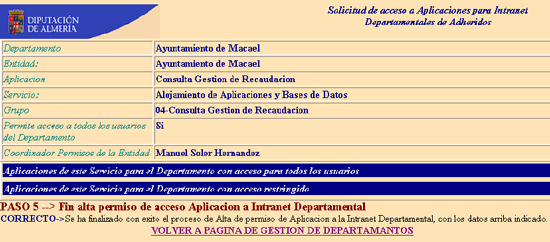 DIPUTACIÓN
DE ALMERÍA
Solicitud de acceso a Aplicaciones para Intranet
Departamentales de Adheridos
Departamento Ayuntamiento de Macael
Entidad: Ayuntamiento de Macael
Aplicacion Consulta Gestion de Recaudacion
Servicio: Alojamiento de Aplicaciones y Bases de Datos
Grupo 04-Consulta Gestion de Recaudacion
Permite acceso a todos los usuarios Si
del Departamento
Coordinador Permisos de la Entidad Manuel Soler Hernandez
Aplicaciones de este Servicio para el Departamento con acceso para todos los usuarios
Aplicaciones de este Servicio para el Departamento con acceso restringido
PASO 5 --> Fin alta permiso de acceso Aplicacion a Intranet Departamental
CORRECTO->Se ha finalizado con exito el proceso de Alta de permiso de Aplicacion a la Intranet Departamental, con los datos arriba indicado.
VOLVER A PAGINA DE GESTION DE DEPARTAMANTOS